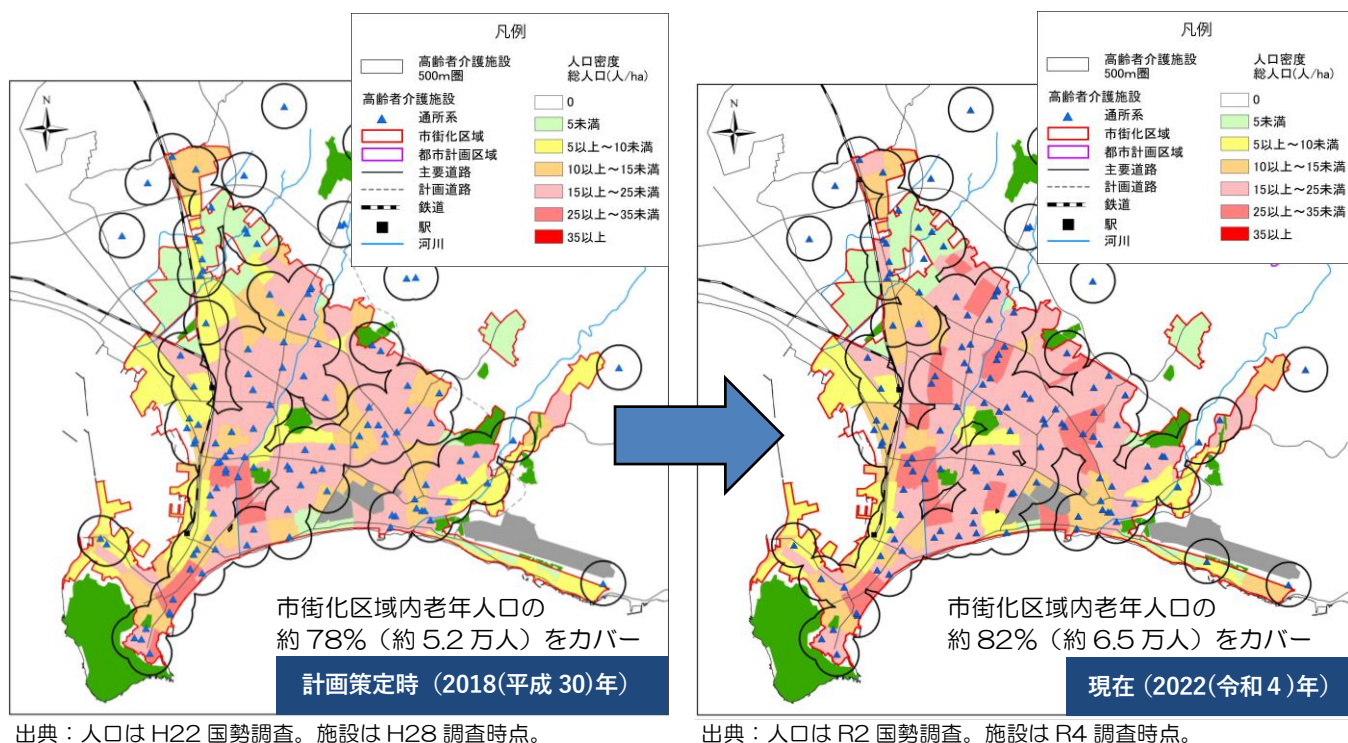 凡例
高齢者介護施設
500m圏
高齢者介護施設
通所系
市街化区域
都市計画区域
主要道路
計画道路
鉄道
駅
河川
人口密度
総人口(人/ha)
0
5未満
5以上～10未満
10以上～15未満
15以上～25未満
25以上～35未満
35以上
N
市街化区域内老年人口の
約78%（約5.2万人）をカバー
計画策定時（2018(平成30)年）
出典：人口はH22国勢調査。施設はH28調査時点。
凡例
高齢者介護施設
500m圏
高齢者介護施設
通所系
市街化区域
都市計画区域
主要道路
計画道路
鉄道
駅
河川
人口密度
総人口(人/ha)
0
5未満
5以上～10未満
10以上～15未満
15以上～25未満
25以上～35未満
35以上
N
市街化区域内老年人口の
約82%（約6.5万人）をカバー
現在（2022(令和４)年）
出典：人口はR2国勢調査。施設はR4調査時点。